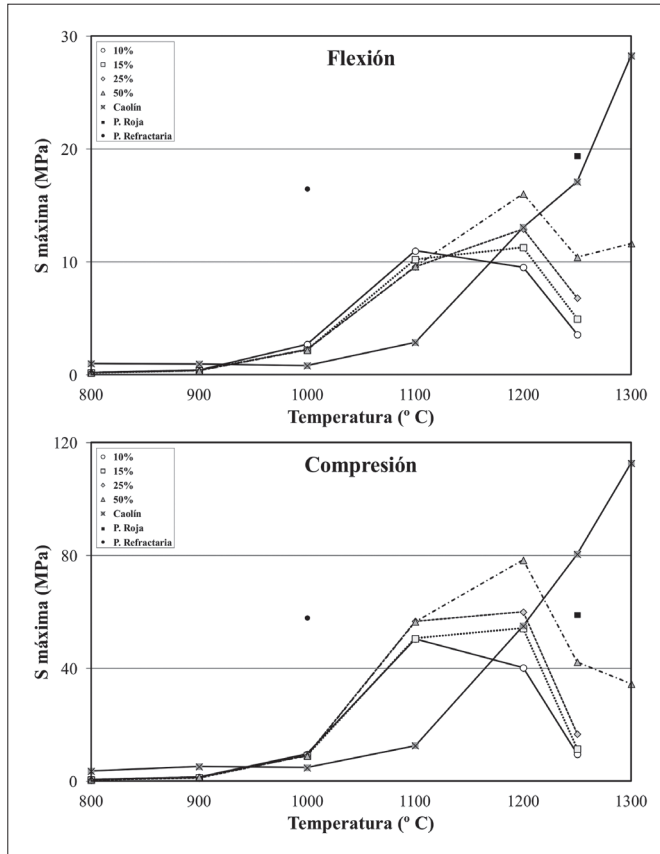 Flexión
S máxima (MPa)
30
20
10
0
10%
15%
25%
50%
Caolín
P. Roja
P. Refractaria
800 900 1000 1100 1200 1300
Temperatura (º C)
Compresión
S máxima (MPa)
120
80
40
0
10%
15%
25%
50%
Caolín
P. Roja
P. Refractaria
800 900 1000 1100 1200 1300
Temperatura (º C)